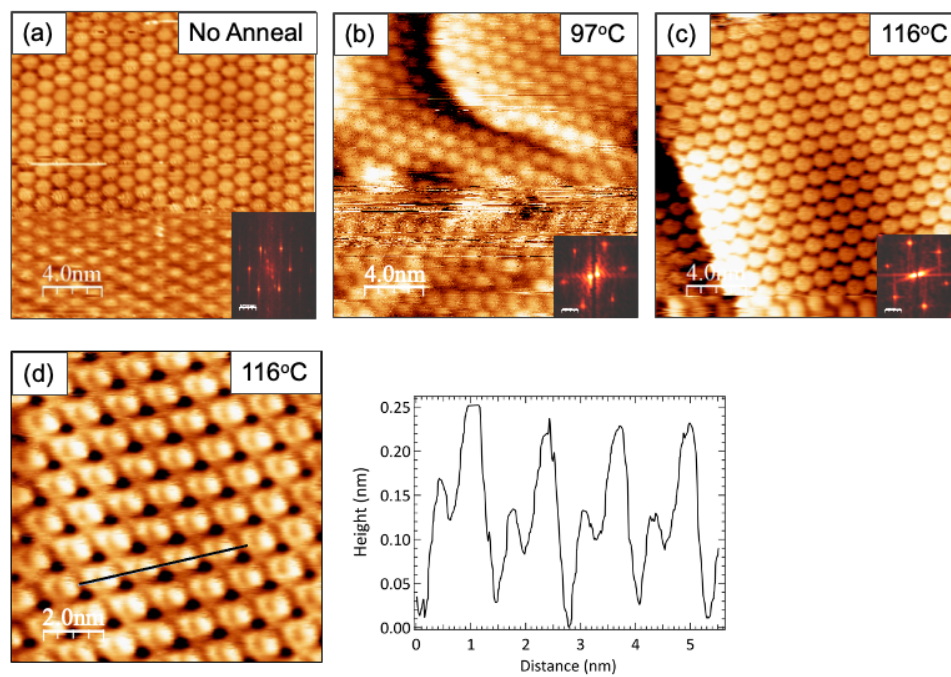 (a) No Anneal
4.0nm
(b) 97°C
4.0nm
(c) 116°C
4.0nm
(d) 116°C
2.0nm
Height (nm)
0.25
0.20
0.15
0.10
0.05
0.00
0 1 2 3 4 5
Distance (nm)